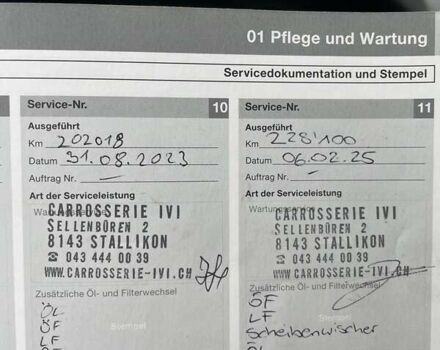 01 Pflege und Wartung
Servicedokumentation und Stempel
Service-Nr. 10
Ausgeführt
Km 202018
Datum 31.08.2023
Auftrag Nr. —
Art der Serviceleistung
Wartungsservice
CARROSSERIE IVI
SELLENBÜREN 2
8143 STALLIKON
☎ 043 444 00 39
WWW.CARROSSERIE-IVI.CH
Zusätzliche Öl- und Filterwechsel
ÖL
Stempel
ÖF
LF
Service-Nr. 11
Ausgeführt
Km 228'100
Datum 06.02.25
Auftrag Nr. —
Art der Serviceleistung
Wartungsservice
CARROSSERIE IVI
SELLENBÜREN 2
8143 STALLIKON
☎ 043 444 00 39
WWW.CARROSSERIE-IVI.CH
Zusätzliche Öl- und Filterwechsel
ÖF
LF
Stempel
Scheibenwischer